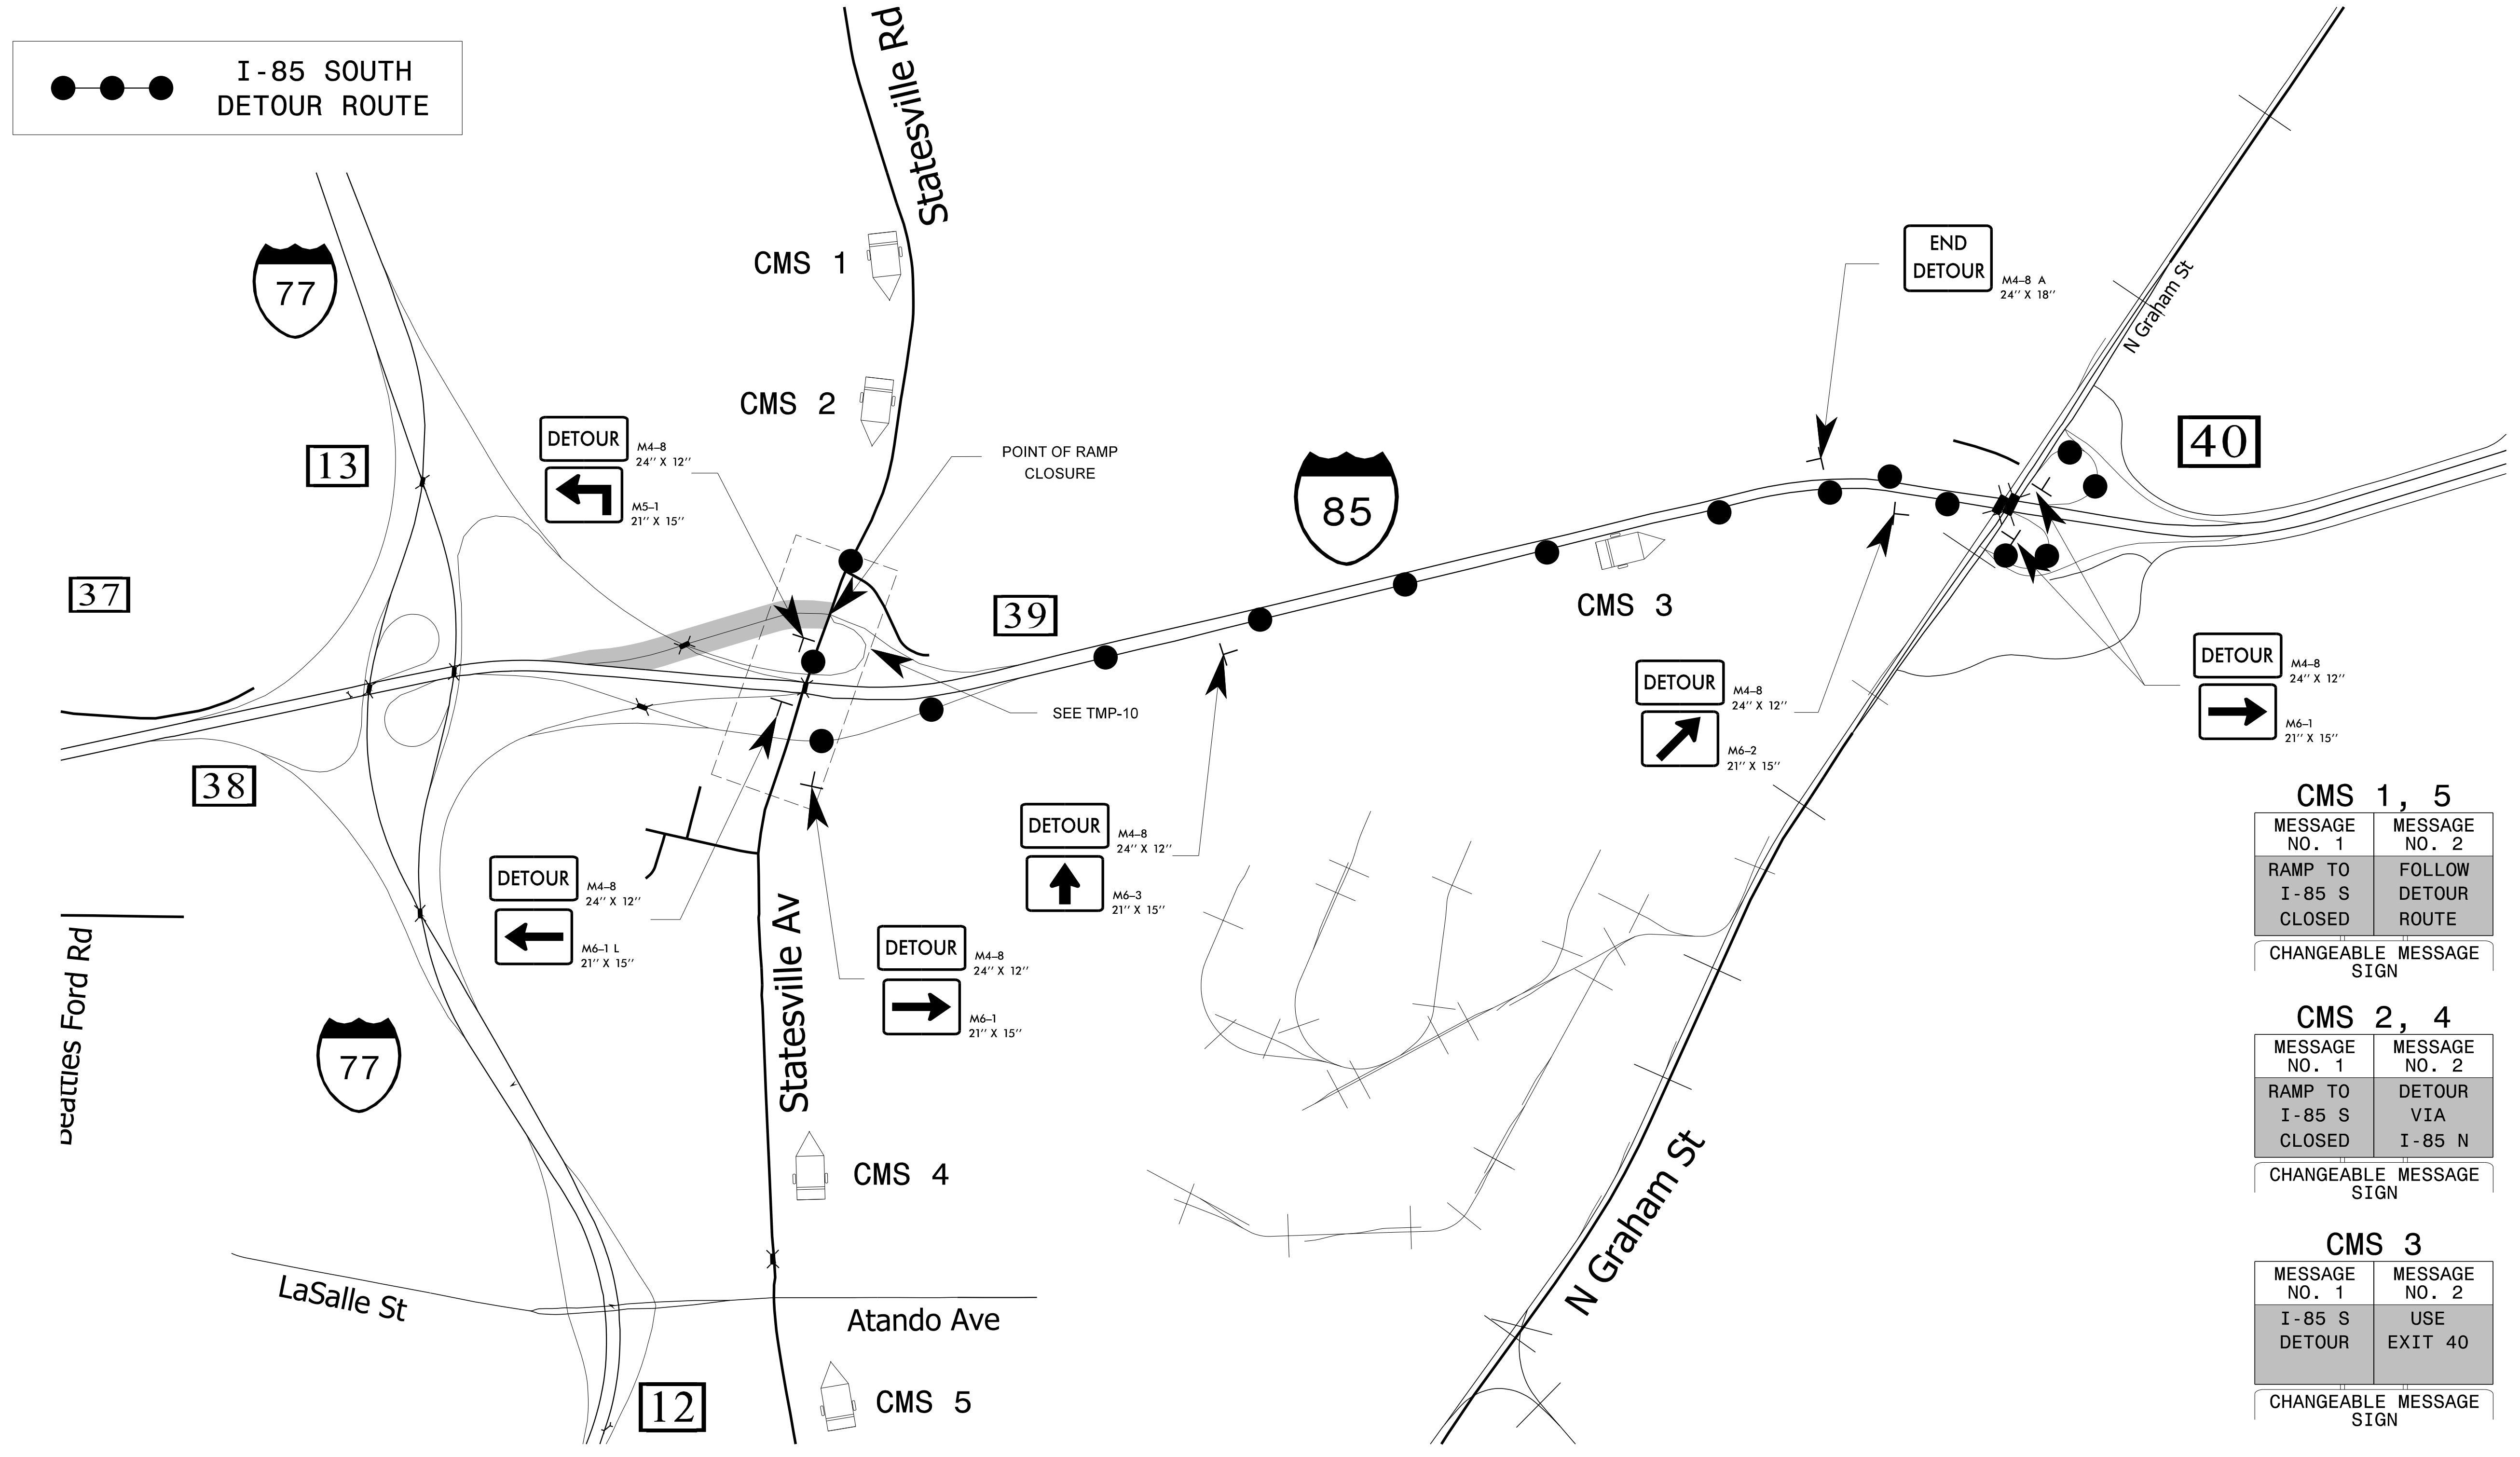 I-85 SOUTH
DETOUR ROUTE
Statesville Rd
77
CMS 1
END
DETOUR
M4–8 A
24'' X 18''
N Graham St
CMS 2
DETOUR
M4–8
24'' X 12''
M5–1
21'' X 15''
POINT OF RAMP
CLOSURE
13
40
85
37
39
CMS 3
SEE TMP-10
DETOUR
M4–8
24'' X 12''
M6–2
21'' X 15''
DETOUR
M4–8
24'' X 12''
M6–1
21'' X 15''
38
DETOUR
M4–8
24'' X 12''
M6–1 L
21'' X 15''
DETOUR
M4–8
24'' X 12''
M6–3
21'' X 15''
DETOUR
M4–8
24'' X 12''
M6–1
21'' X 15''
Statesville Av
Beatties Ford Rd
77
CMS 4
N Graham St
LaSalle St
Atando Ave
12
CMS 5
CMS 1, 5
MESSAGE NO. 1 MESSAGE NO. 2
RAMP TO FOLLOW
I-85 S DETOUR
CLOSED ROUTE
CHANGEABLE MESSAGE
SIGN
CMS 2, 4
MESSAGE NO. 1 MESSAGE NO. 2
RAMP TO DETOUR
I-85 S VIA
CLOSED I-85 N
CHANGEABLE MESSAGE
SIGN
CMS 3
MESSAGE NO. 1 MESSAGE NO. 2
I-85 S USE
DETOUR EXIT 40
CHANGEABLE MESSAGE
SIGN